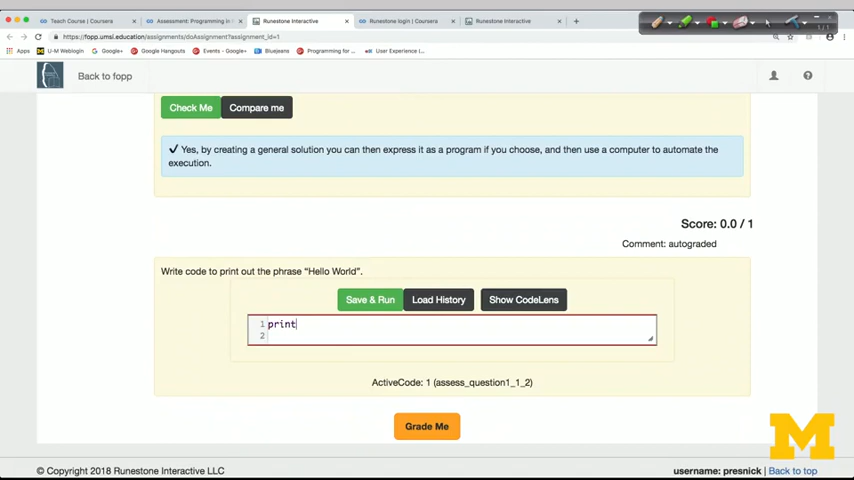 Teach Course | Coursera
Assessment: Programming in
Runestone Interactive
Runestone login | Coursera
Runestone Interactive
https://fopp.umsi.education/assignments/doAssignment?assignment_id=1
Apps
U-M Weblogin
Google+
Google Hangouts
Events - Google+
Bluejeans
Programming for ...
User Experience I...
1/1
Back to fopp
Check Me
Compare me
✔ Yes, by creating a general solution you can then express it as a program if you choose, and then use a computer to automate the
execution.
Score: 0.0 / 1
Comment: autograded
Write code to print out the phrase “Hello World”.
Save & Run
Load History
Show CodeLens
1 print
2
ActiveCode: 1 (assess_question1_1_2)
Grade Me
M
© Copyright 2018 Runestone Interactive LLC
username: presnick | Back to top